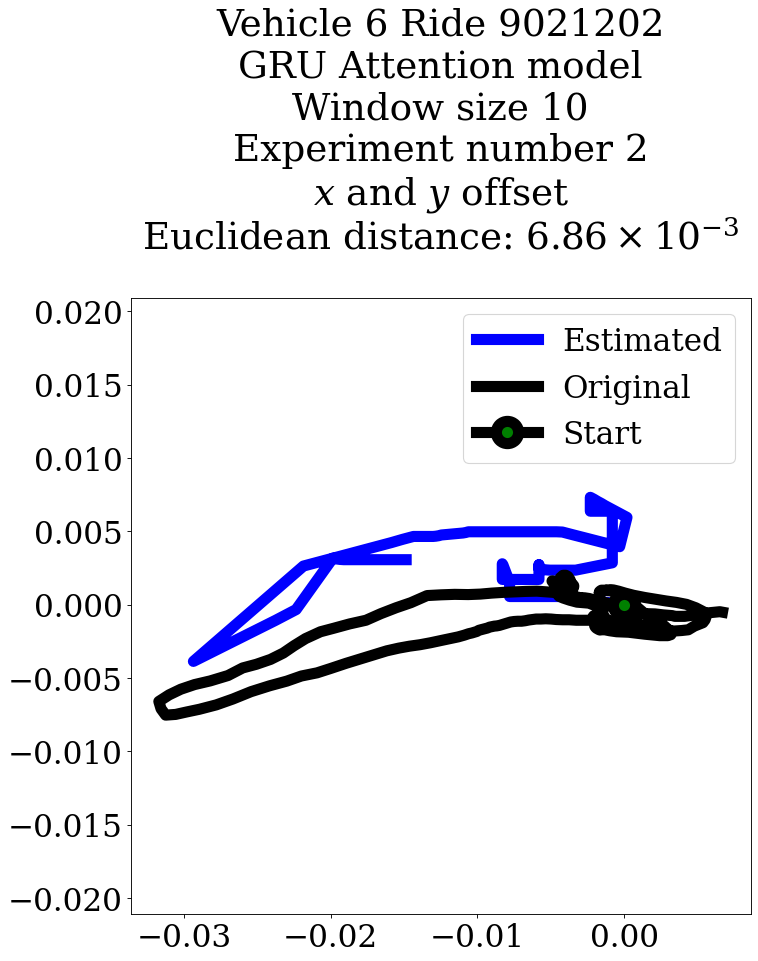 Vehicle 6 Ride 9021202
GRU Attention model
Window size 10
Experiment number 2
x and y offset
Euclidean distance: 6.86 × 10⁻³
Estimated
Original
Start
0.020
0.015
0.010
0.005
0.000
−0.005
−0.010
−0.015
−0.020
−0.03 −0.02 −0.01 0.00